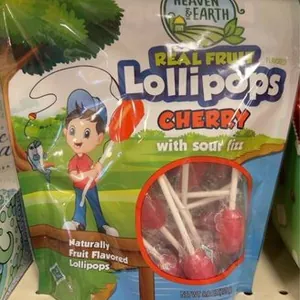 HEAVEN
& EARTH
REAL FRUIT
Lollipops
CHERRY
with sour fizz
Naturally
Fruit Flavored
Lollipops